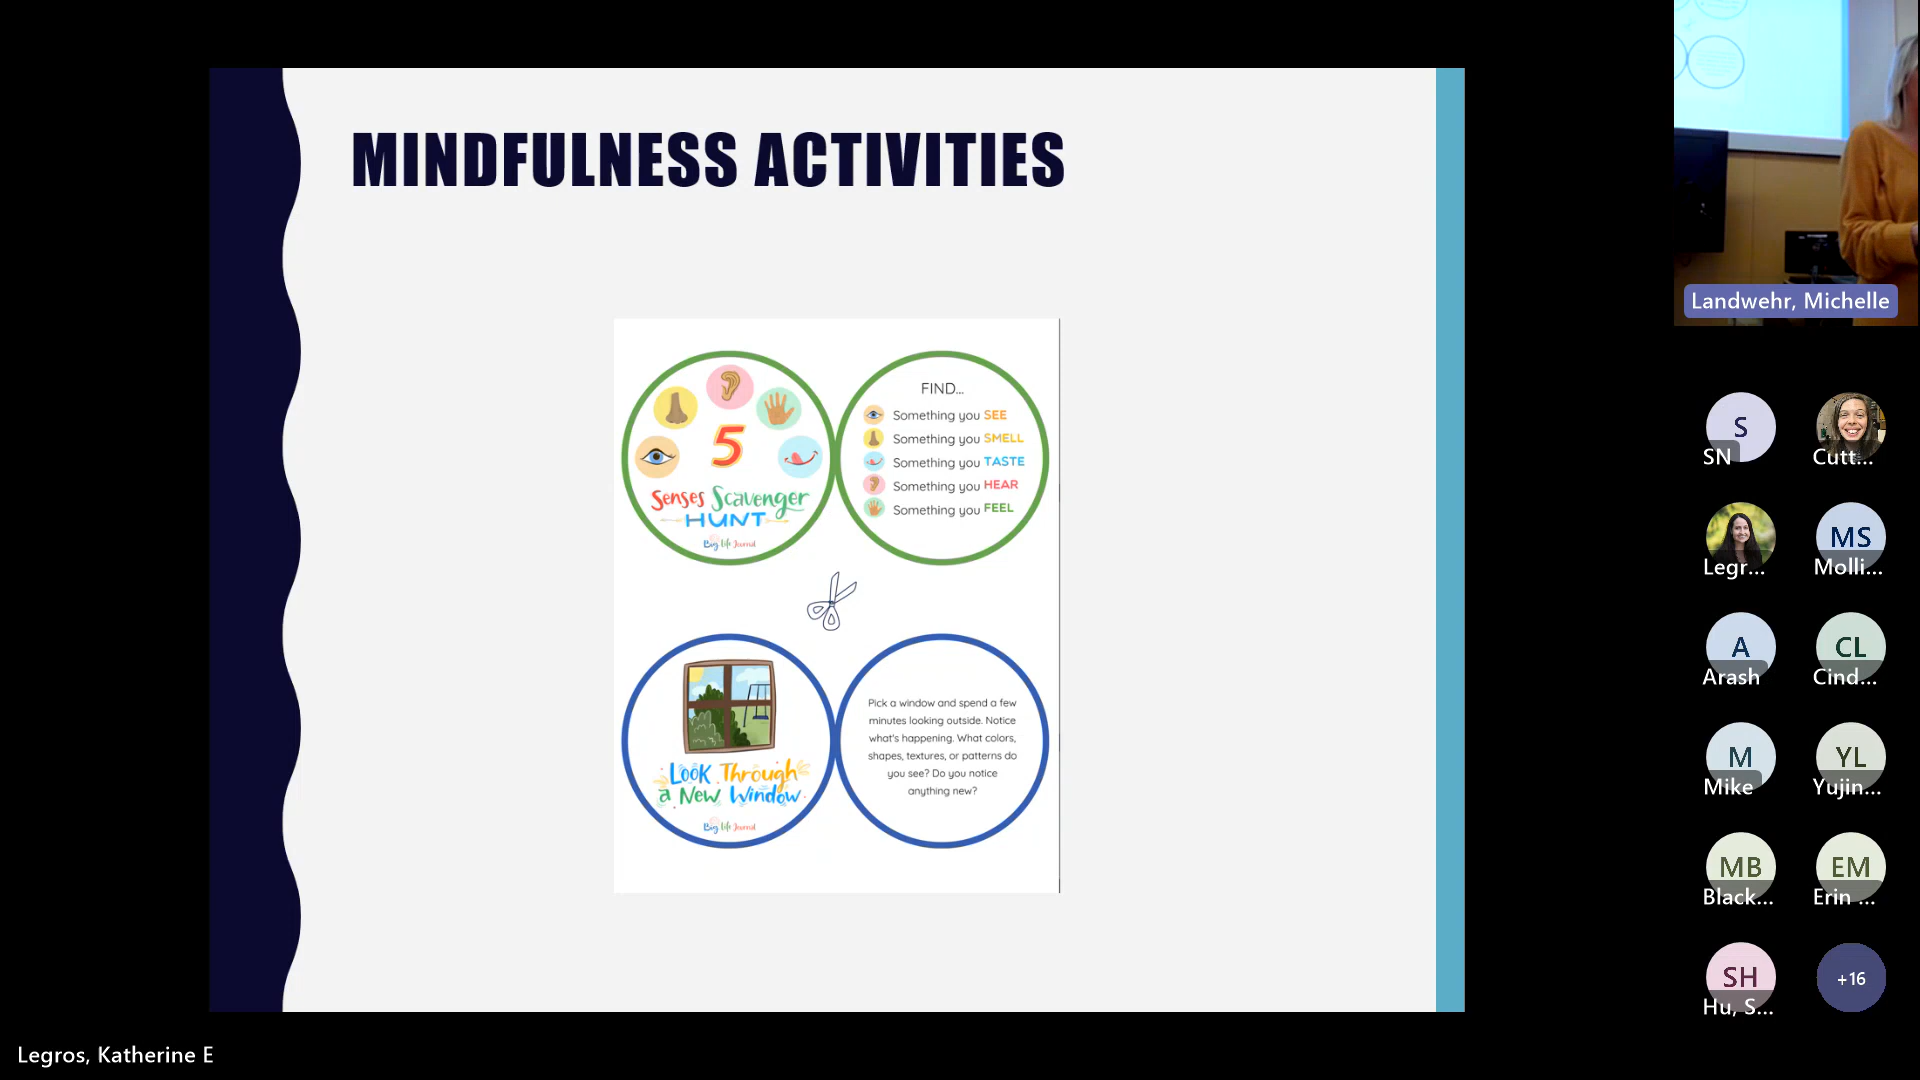 MINDFULNESS ACTIVITIES
5
Senses Scavenger
HUNT
Big Life Journal
FIND...
Something you SEE
Something you SMELL
Something you TASTE
Something you HEAR
Something you FEEL
Look Through
a New Window
Big Life Journal
Pick a window and spend a few
minutes looking outside. Notice
what's happening. What colors,
shapes, textures, or patterns do
you see? Do you notice
anything new?
Landwehr, Michelle
S
SN
Cutt...
Legr...
MS
Molli...
A
Arash
CL
Cind...
M
Mike
YL
Yujin...
MB
Black...
EM
Erin ...
SH
Hu, S...
+16
Legros, Katherine E